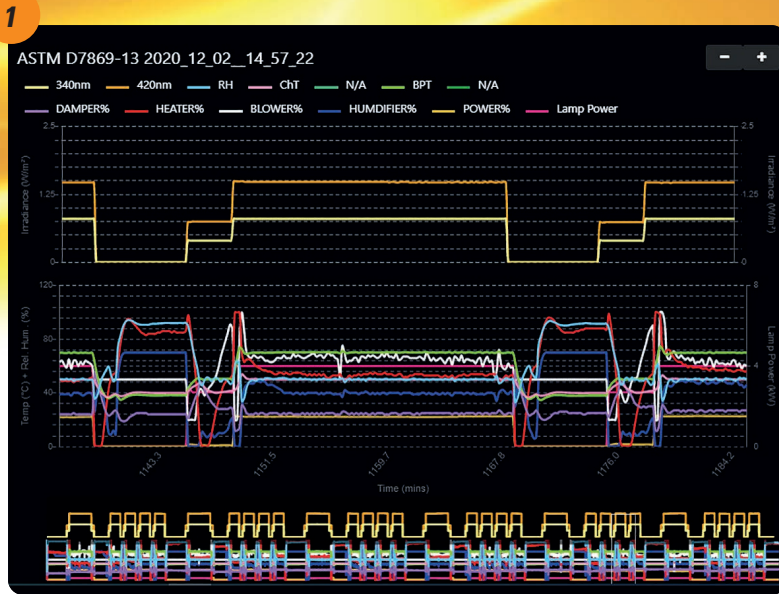 1
ASTM D7869-13 2020_12_02__14_57_22
- +
340nm 420nm RH ChT N/A BPT N/A
DAMPER% HEATER% BLOWER% HUMDIFIER% POWER% Lamp Power
2.5 2.5
Irradiance (W/m²) 1.25 1.25 Irradiance (W/m²)
0 0
120 8
80
Temp (°C) + Rel. Hum (%) 4 Lamp Power (kW)
40
0 0
1143.3 1151.5 1159.7 1167.8 1176.0 1184.2
Time (mins)